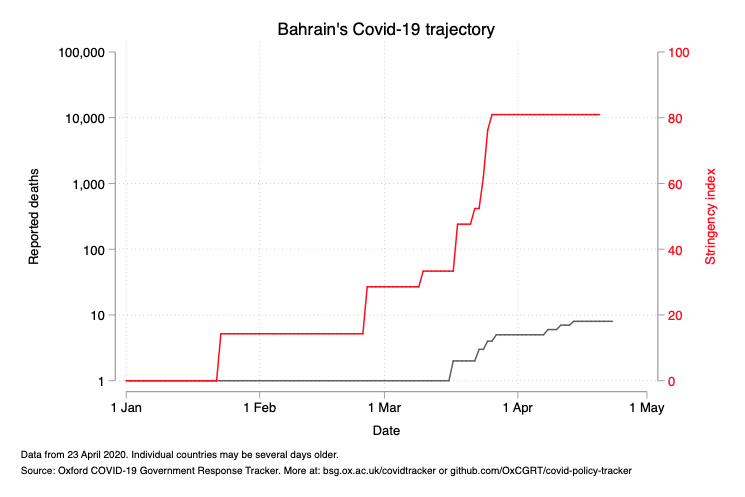 Bahrain's Covid-19 trajectory
100,000
10,000
1,000
100
10
1
Reported deaths
100
80
60
40
20
0
Stringency index
1 Jan
1 Feb
1 Mar
1 Apr
1 May
Date
Data from 23 April 2020. Individual countries may be several days older.
Source: Oxford COVID-19 Government Response Tracker. More at: bsg.ox.ac.uk/covidtracker or github.com/OxCGRT/covid-policy-tracker